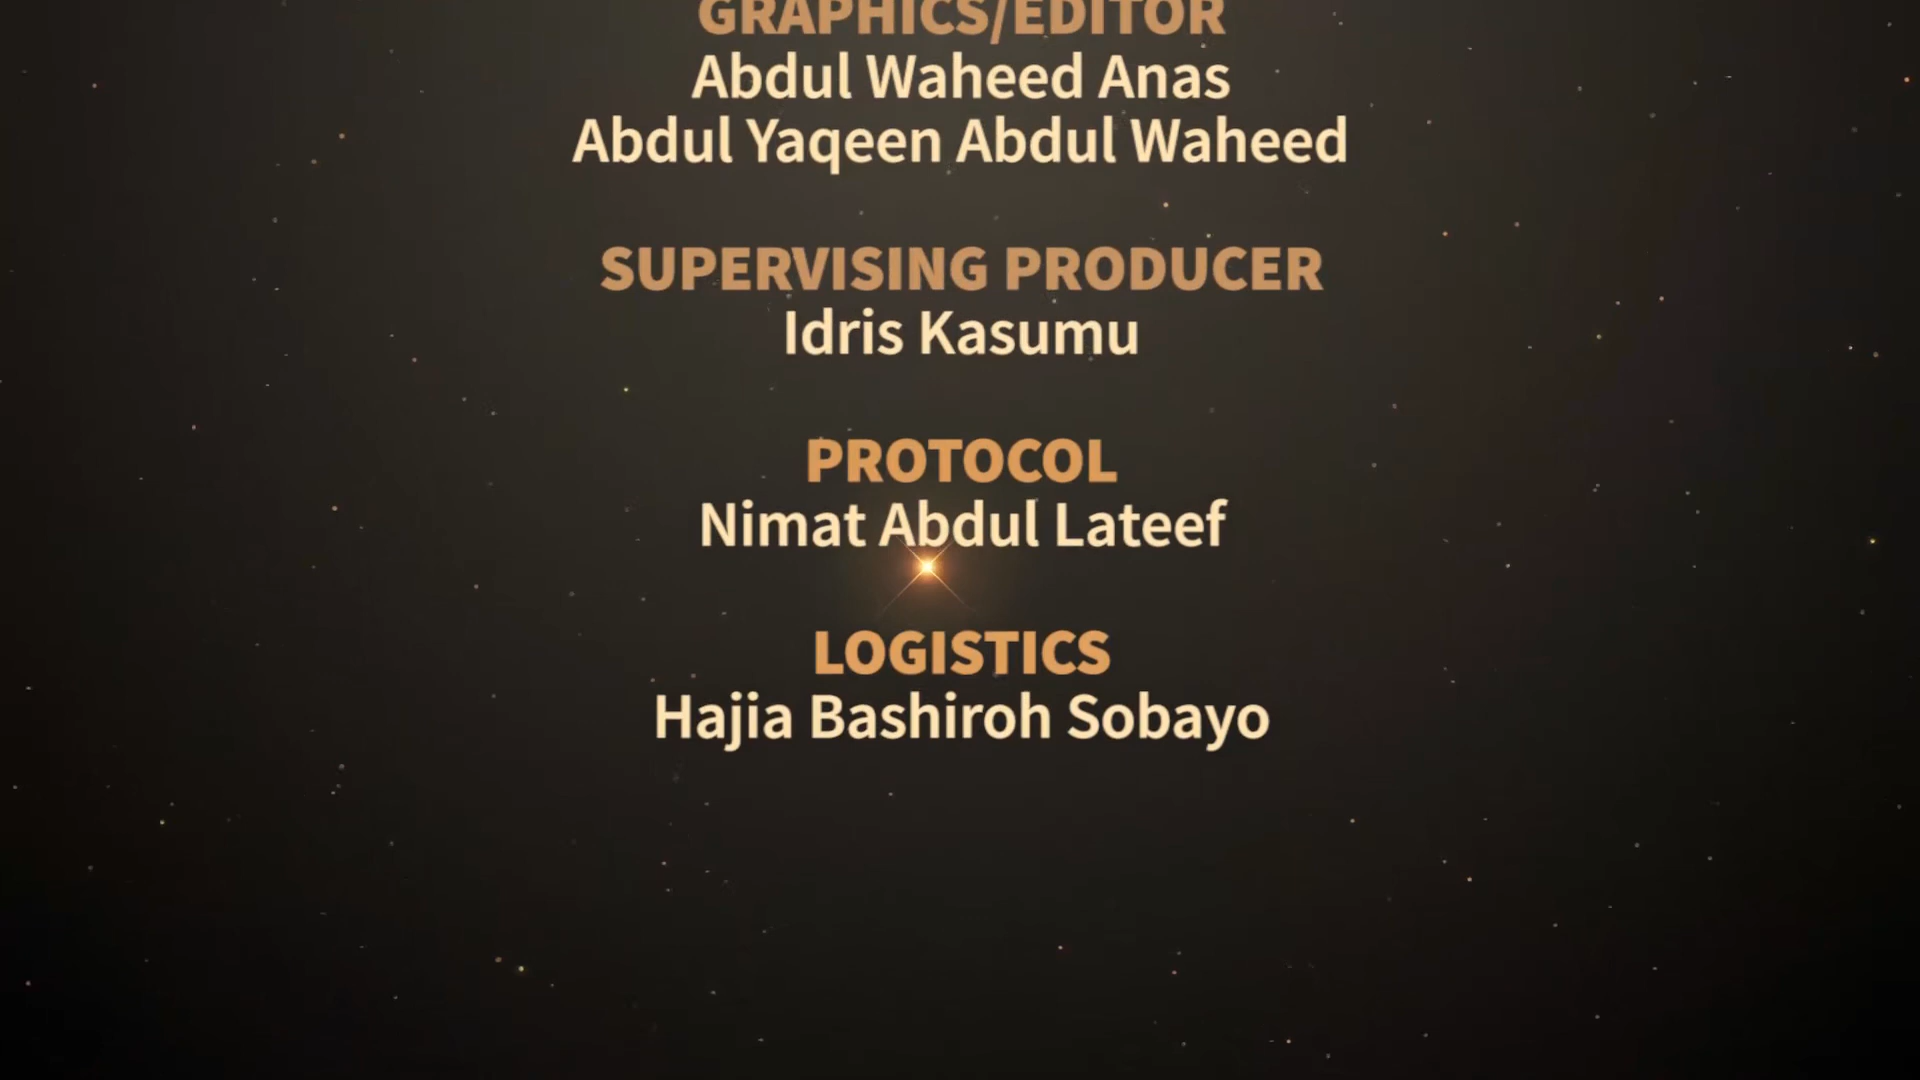 GRAPHICS/EDITOR
Abdul Waheed Anas
Abdul Yaqeen Abdul Waheed
SUPERVISING PRODUCER
Idris Kasumu
PROTOCOL
Nimat Abdul Lateef
LOGISTICS
Hajia Bashiroh Sobayo